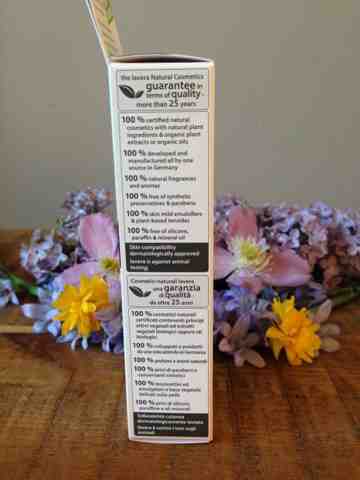 the lavera Natural Cosmetics
guarantee in
terms of quality -
more than 25 years
100 % certified natural
cosmetics with natural plant
ingredients & organic plant
extracts or organic oils
100 % developed and
manufactured all by one
source in Germany
100 % natural fragrances
and aromas
100 % free of synthetic
preservatives & parabens
100 % skin mild emulsifiers
& plant-based tensides
100 % free of silicone,
paraffin & mineral oil
Skin compatibility
dermatologically approved
lavera is against animal
testing
Cosmetici naturali lavera
una garanzia
di qualità
da oltre 25 anni
100 % cosmetici naturali
certificati contenenti principi
attivi vegetali ed estratti
vegetali biologici oppure oli
biologici
100 % sviluppati e prodotti
da una sola azienda in Germania
100 % profumi e aromi naturali
100 % privi di parabeni e
conservanti sintetici
100 % emulsionanti ed
tensioattivi a base vegetale
delicati sulla pelle
100 % privi di siliconi,
paraffine e oli minerali
Tollerabilità cutanea
dermatologicamente testata
lavera è contro i test sugli
animali